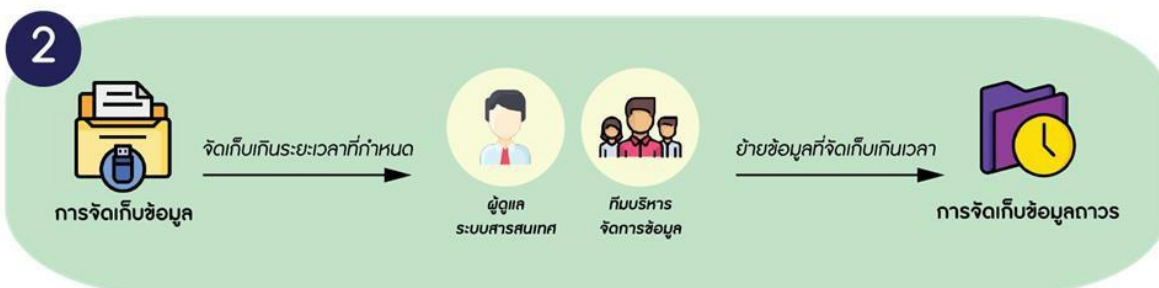 2
การจัดเก็บข้อมูล
จัดเก็บเกินระยะเวลาที่กำหนด
ผู้ดูแล
ระบบสารสนเทศ
ทีมบริหาร
จัดการข้อมูล
ย้ายข้อมูลที่จัดเก็บเกินเวลา
การจัดเก็บข้อมูลถาวร